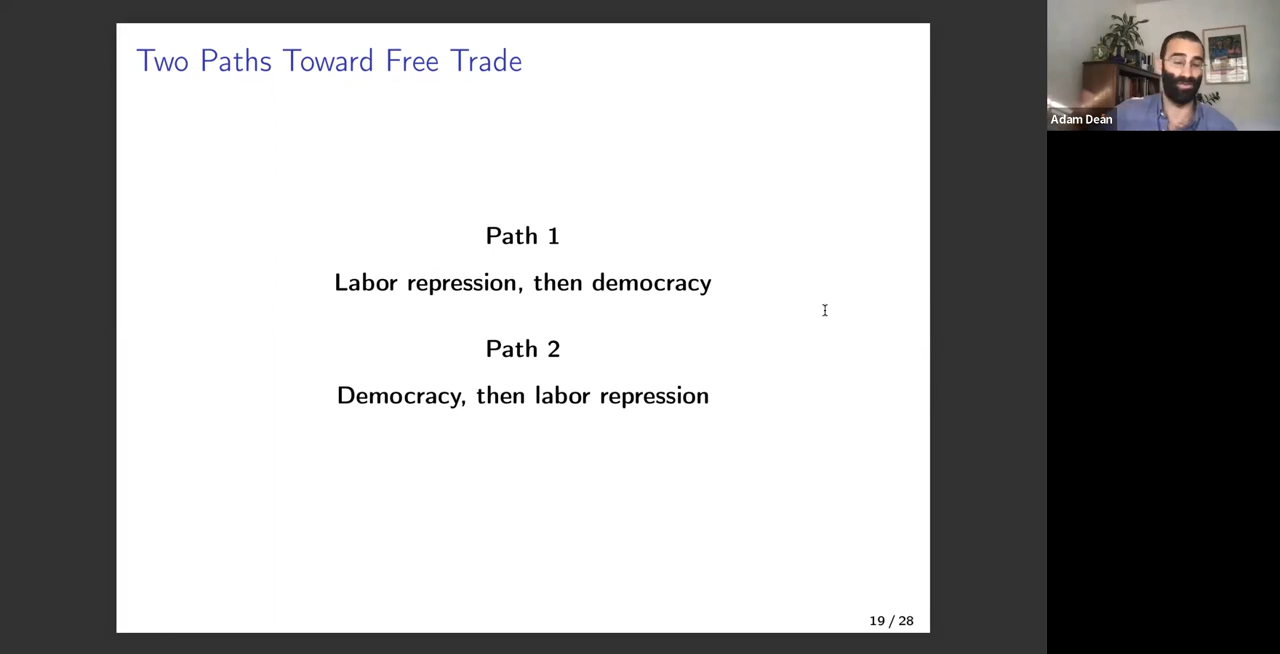 Two Paths Toward Free Trade
Path 1
Labor repression, then democracy
Path 2
Democracy, then labor repression
19 / 28
Adam Dean